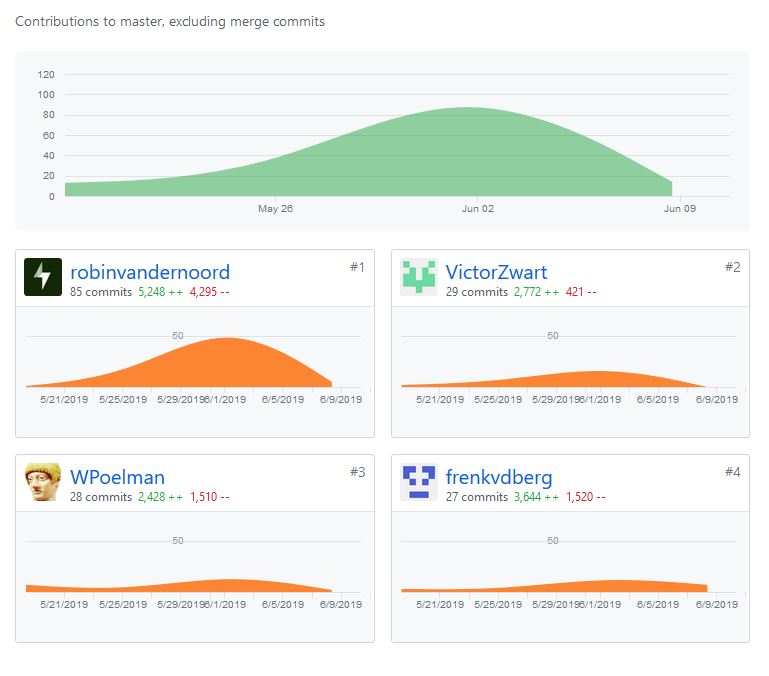 Contributions to master, excluding merge commits
120
100
80
60
40
20
0
May 26 Jun 02 Jun 09
robinvandernoord #1
85 commits 5,248 ++ 4,295 --
50
5/21/2019 5/25/2019 5/29/2019 6/1/2019 6/5/2019 6/9/2019
VictorZwart #2
29 commits 2,772 ++ 421 --
50
5/21/2019 5/25/2019 5/29/2019 6/1/2019 6/5/2019 6/9/2019
WPoelman #3
28 commits 2,428 ++ 1,510 --
50
5/21/2019 5/25/2019 5/29/2019 6/1/2019 6/5/2019 6/9/2019
frenkvdberg #4
27 commits 3,644 ++ 1,520 --
50
5/21/2019 5/25/2019 5/29/2019 6/1/2019 6/5/2019 6/9/2019